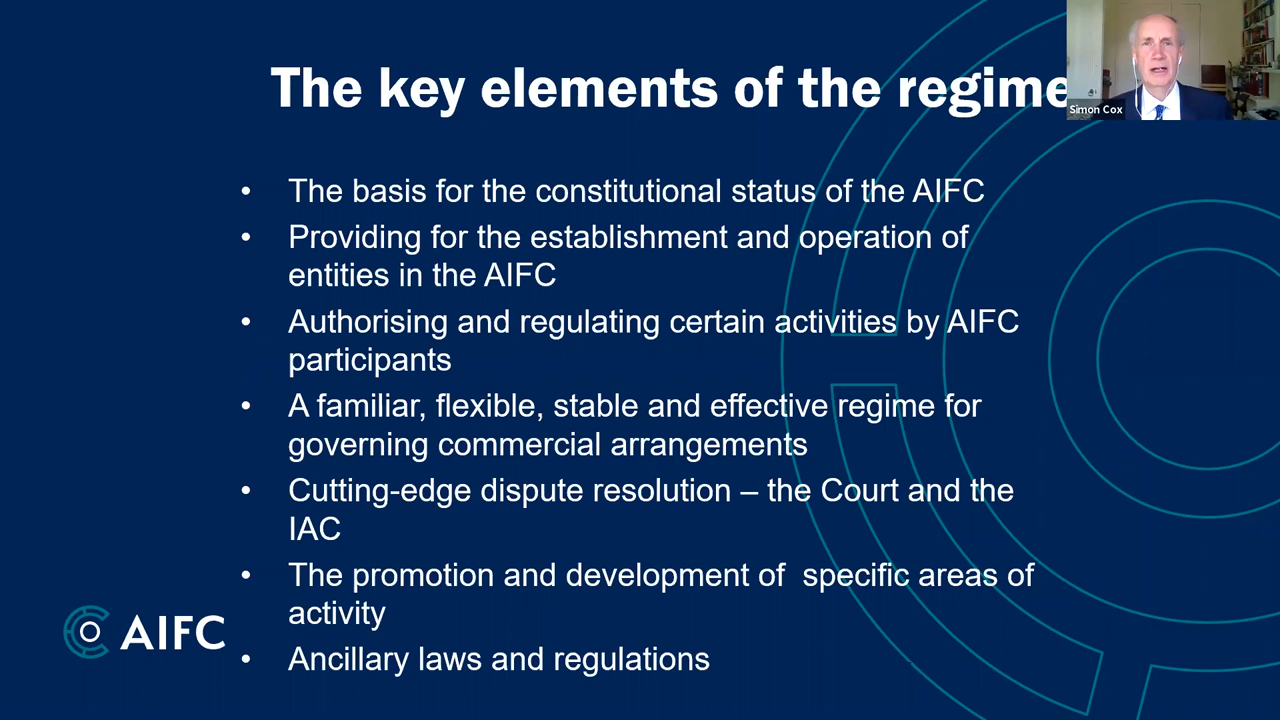 The key elements of the regime
Simon Cox
• The basis for the constitutional status of the AIFC
• Providing for the establishment and operation of
entities in the AIFC
• Authorising and regulating certain activities by AIFC
participants
• A familiar, flexible, stable and effective regime for
governing commercial arrangements
• Cutting-edge dispute resolution – the Court and the
IAC
• The promotion and development of  specific areas of
activity
• Ancillary laws and regulations
AIFC